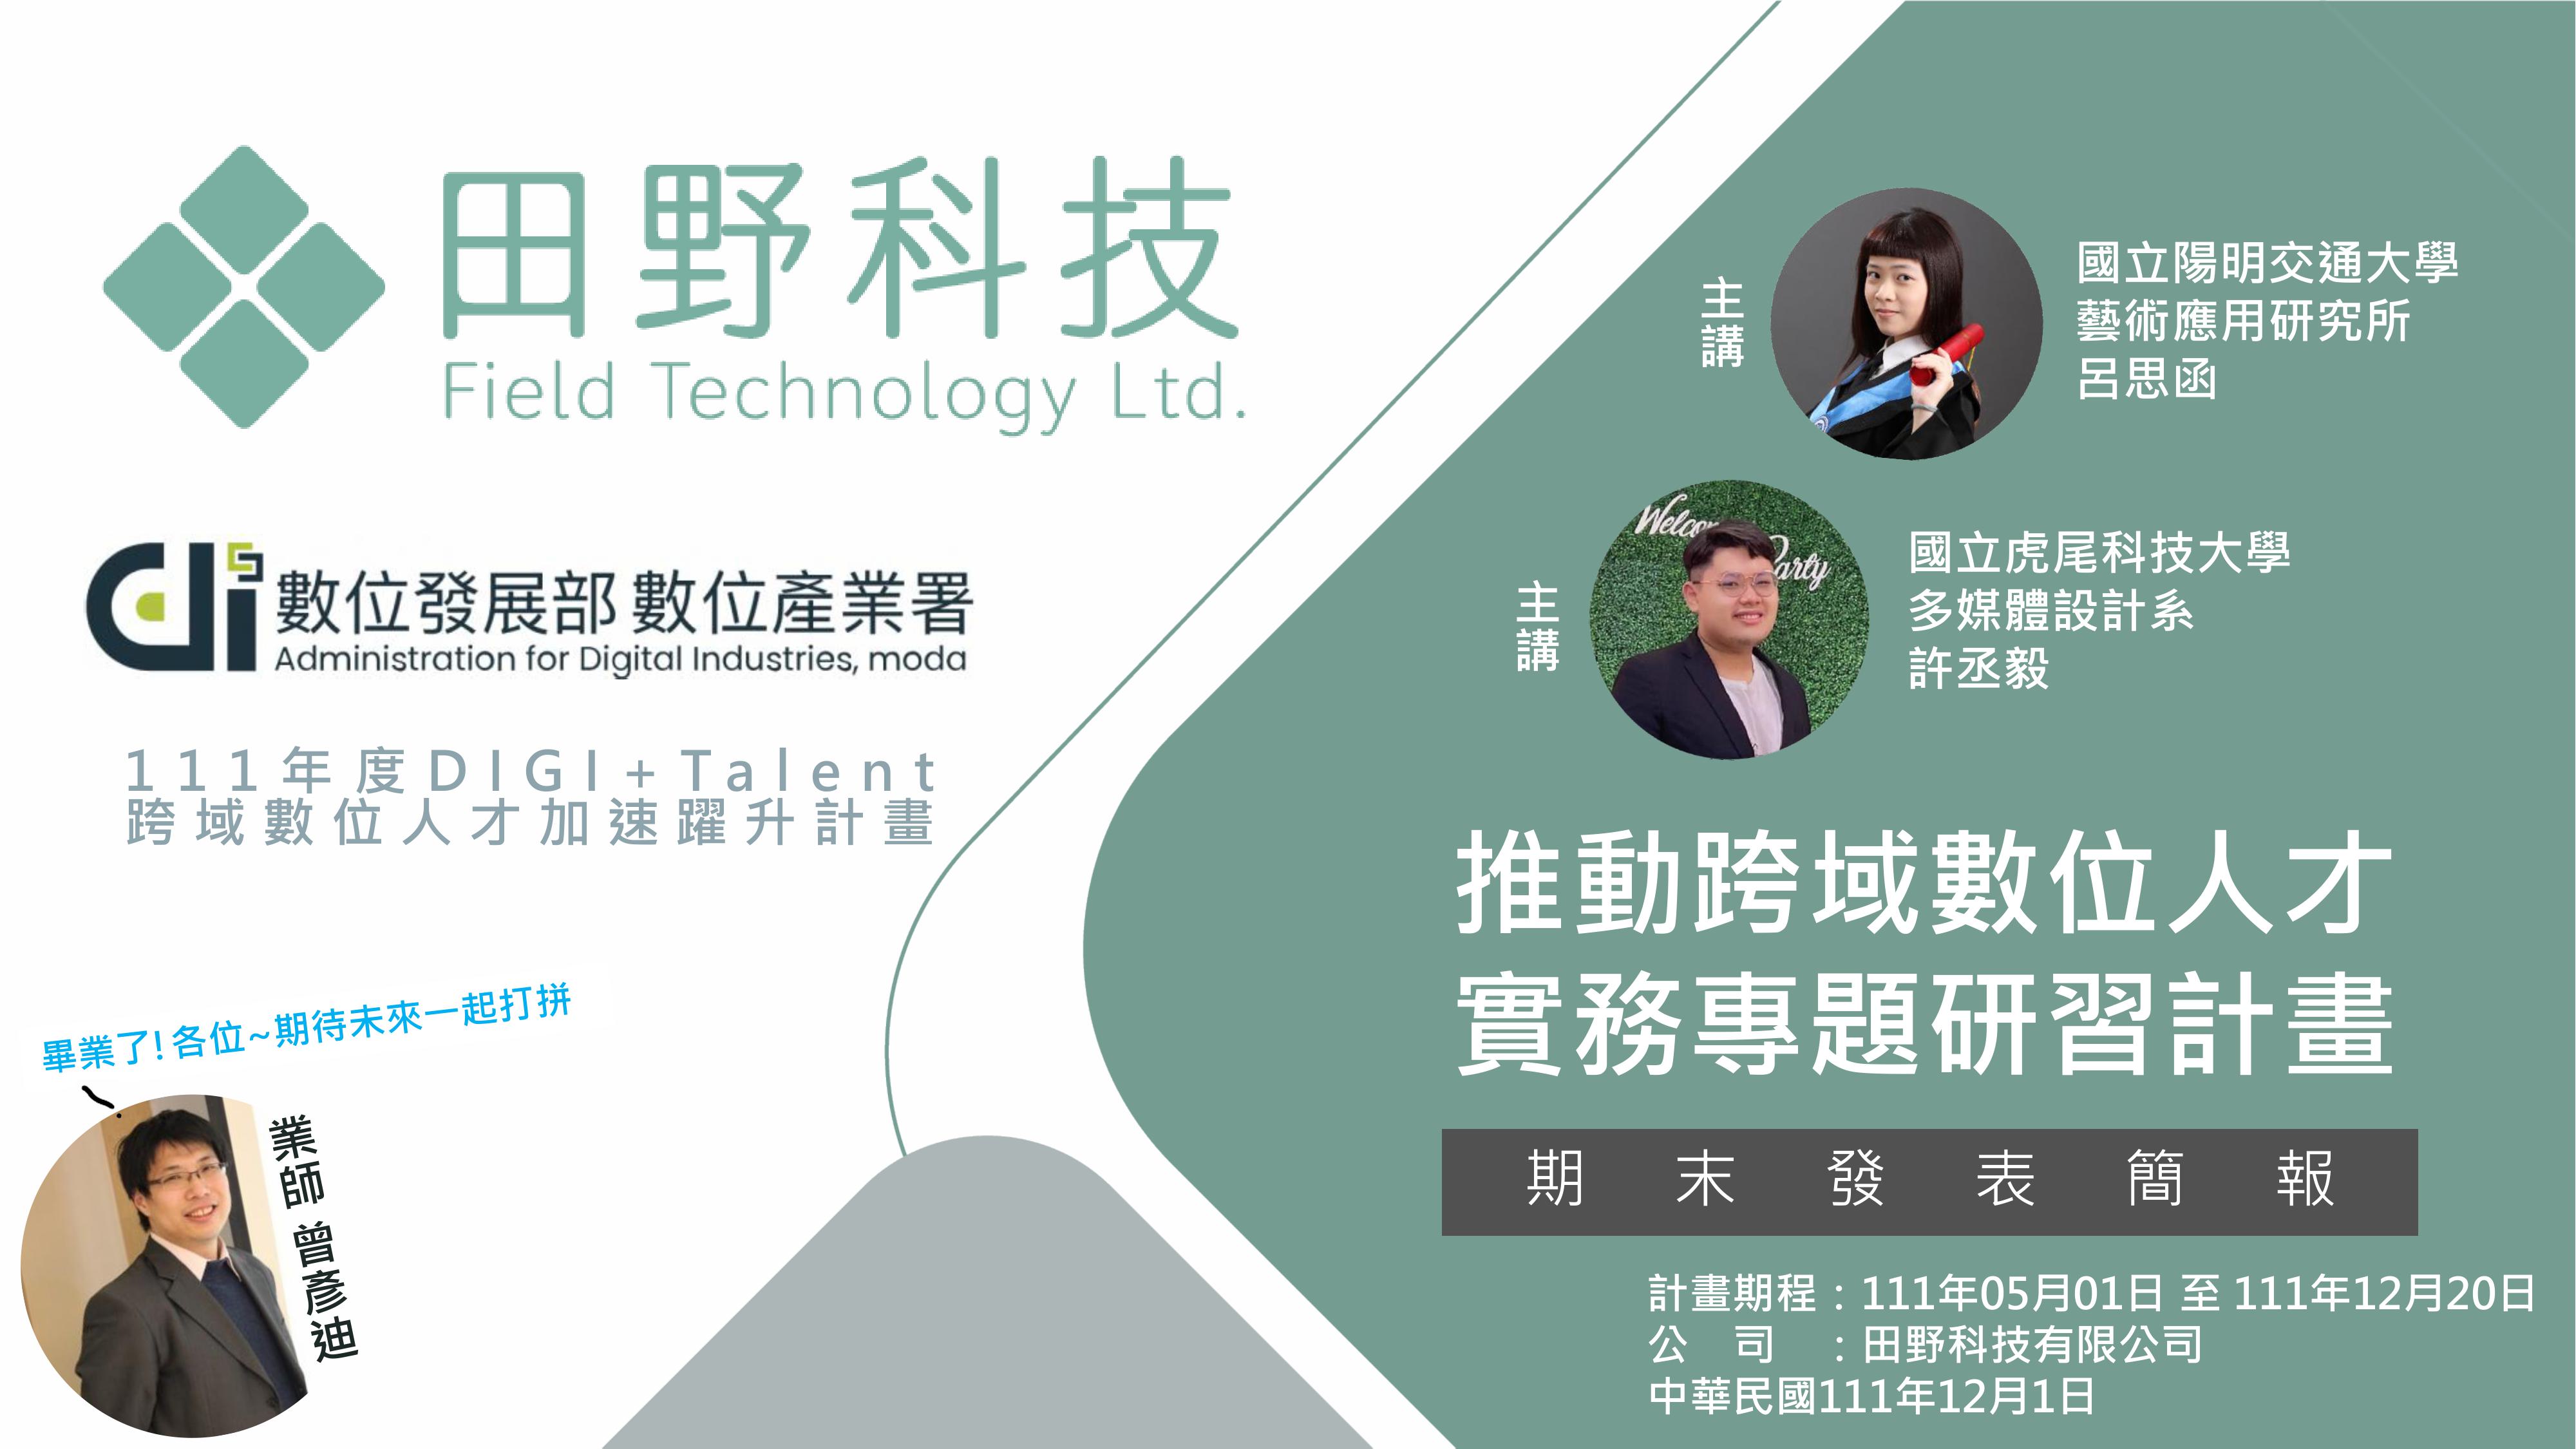 田野科技
Field Technology Ltd.
數位發展部 數位產業署
Administration for Digital Industries, moda
111年度DIGI+Talent
跨域數位人才加速躍升計畫
畢業了! 各位~期待未來一起打拼
業師 曾彥迪
主講
國立陽明交通大學
藝術應用研究所
呂思函
主講
Party
國立虎尾科技大學
多媒體設計系
許丞毅
推動跨域數位人才
實務專題研習計畫
期末發表簡報
計畫期程：111年05月01日 至 111年12月20日
公 司 ：田野科技有限公司
中華民國111年12月1日